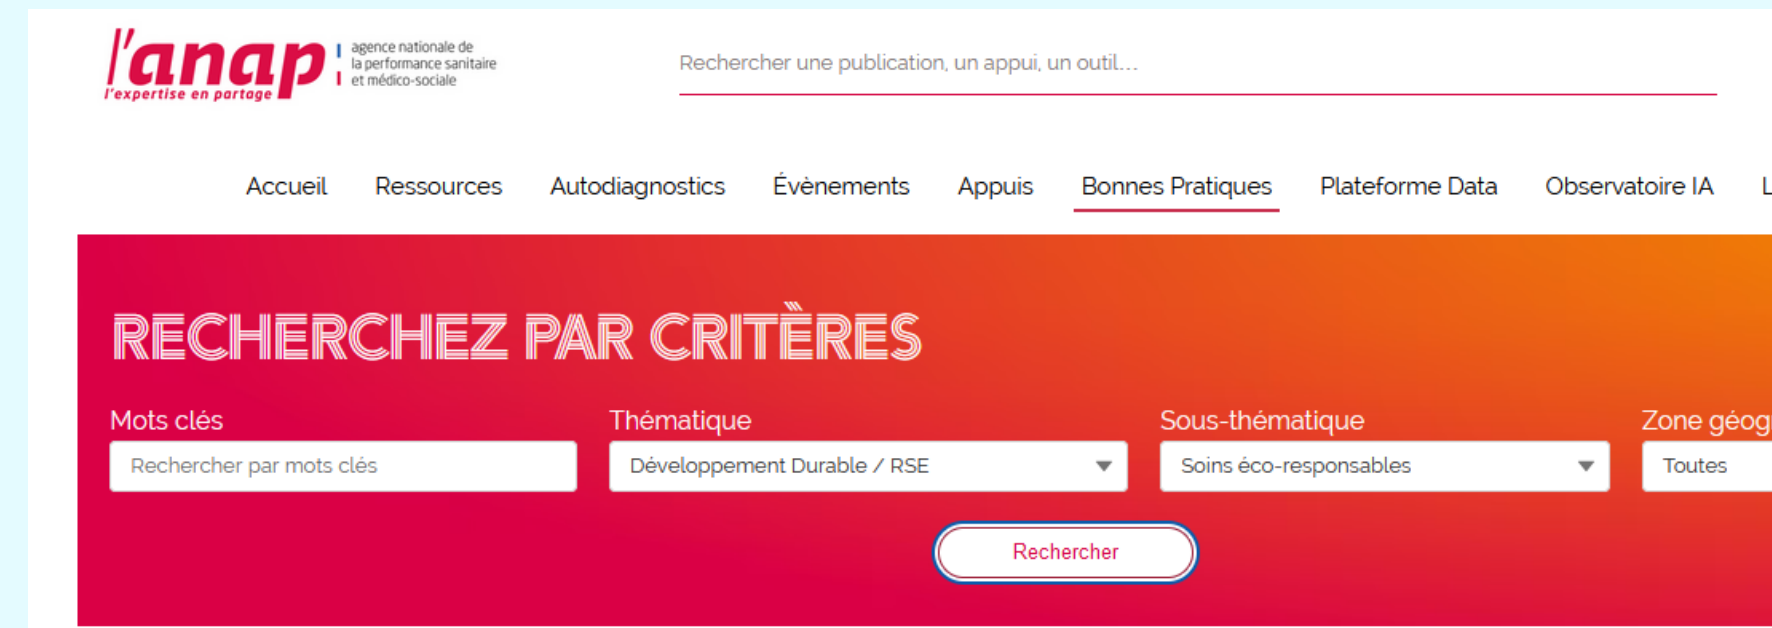 l'anap
l'expertise en partage
agence nationale de
la performance sanitaire
et médico-sociale
Rechercher une publication, un appui, un outil...
Accueil Ressources Autodiagnostics Évènements Appuis Bonnes Pratiques Plateforme Data Observatoire IA L
RECHERCHEZ PAR CRITÈRES
Mots clés Thématique Sous-thématique Zone géog
Rechercher par mots clés Développement Durable / RSE Soins éco-responsables Toutes
Rechercher